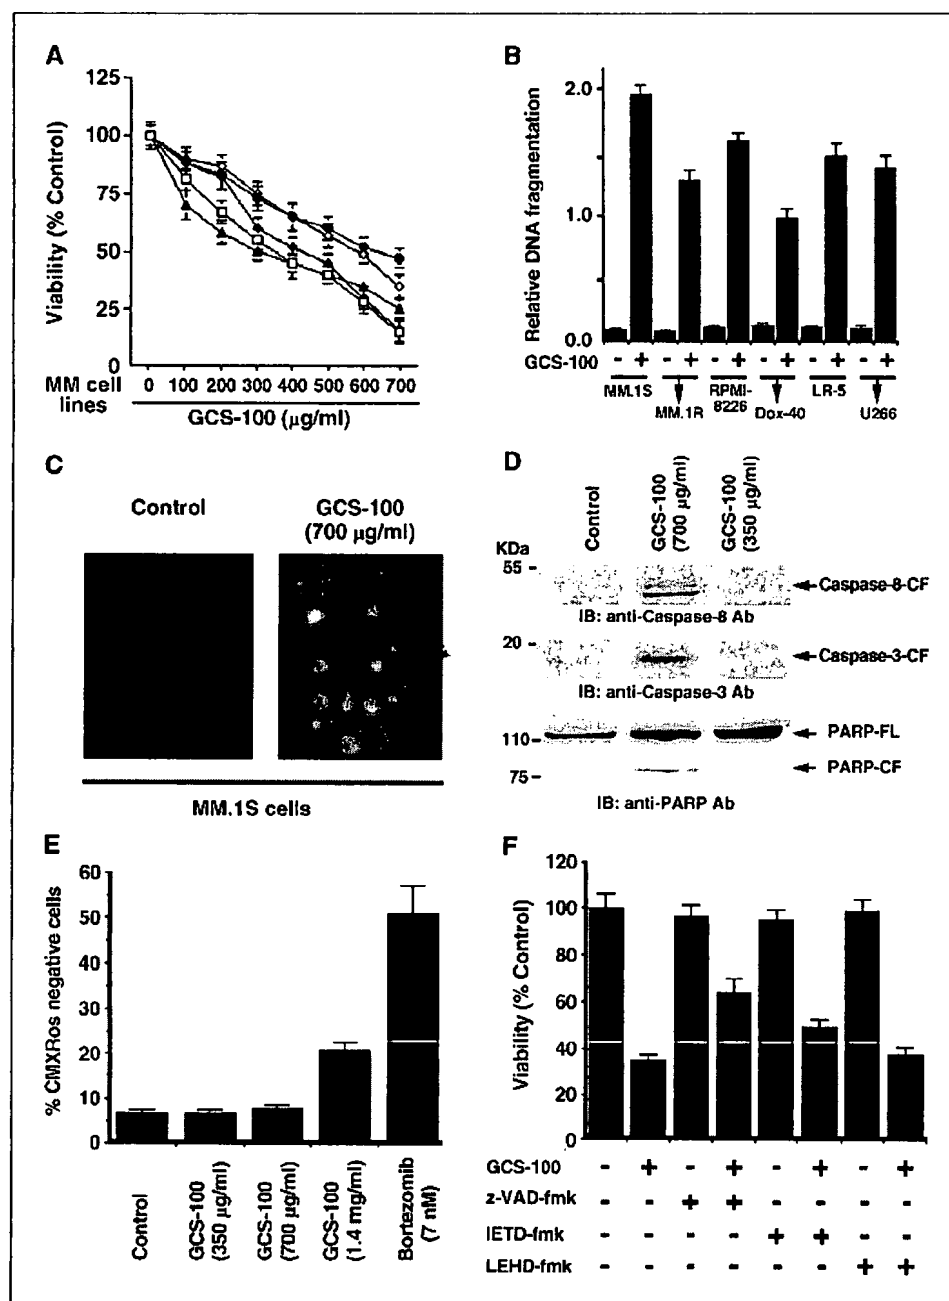 A
125
100
75
50
25
0
Viability (% Control)
MM cell
lines
0 100 200 300 400 500 600 700
GCS-100 (µg/ml)
B
2.0
1.0
0.0
Relative DNA fragmentation
GCS-100
- + - + - + - + - + - +
MM.1S
MM.1R
RPMI-
8226
Dox-40
LR-5
U266
C
Control
GCS-100
(700 µg/ml)
MM.1S cells
D
Control
GCS-100
(700 µg/ml)
GCS-100
(350 µg/ml)
KDa
55
Caspase-8-CF
IB: anti-Caspase-8 Ab
20
Caspase-3-CF
IB: anti-Caspase-3 Ab
110
PARP-FL
75
PARP-CF
IB: anti-PARP Ab
E
60
50
40
30
20
10
0
% CMXRos negative cells
Control
GCS-100
(350 µg/ml)
GCS-100
(700 µg/ml)
GCS-100
(1.4 mg/ml)
Bortezomib
(7 nM)
F
120
100
80
60
40
20
0
Viability (% Control)
GCS-100 - + - + - + - +
z-VAD-fmk - - + + - - - -
IETD-fmk - - - - + + - -
LEHD-fmk - - - - - - + +